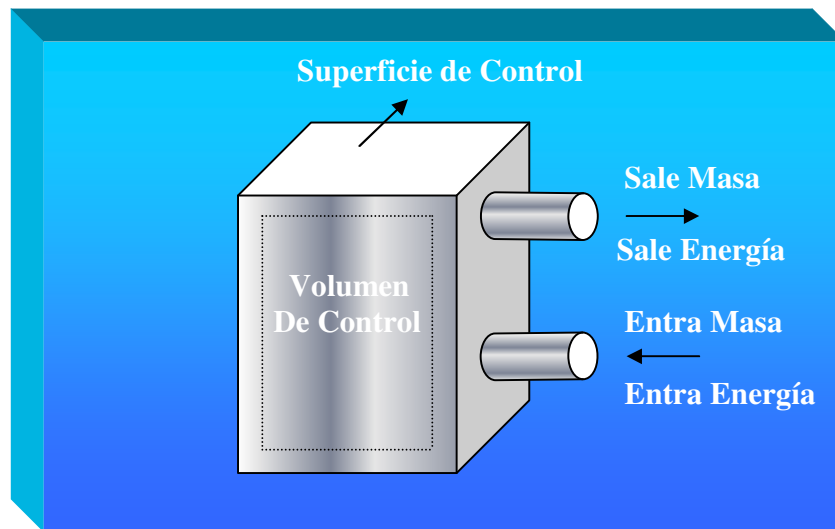 Superficie de Control
Sale Masa
Sale Energía
Volumen
De Control
Entra Masa
Entra Energía